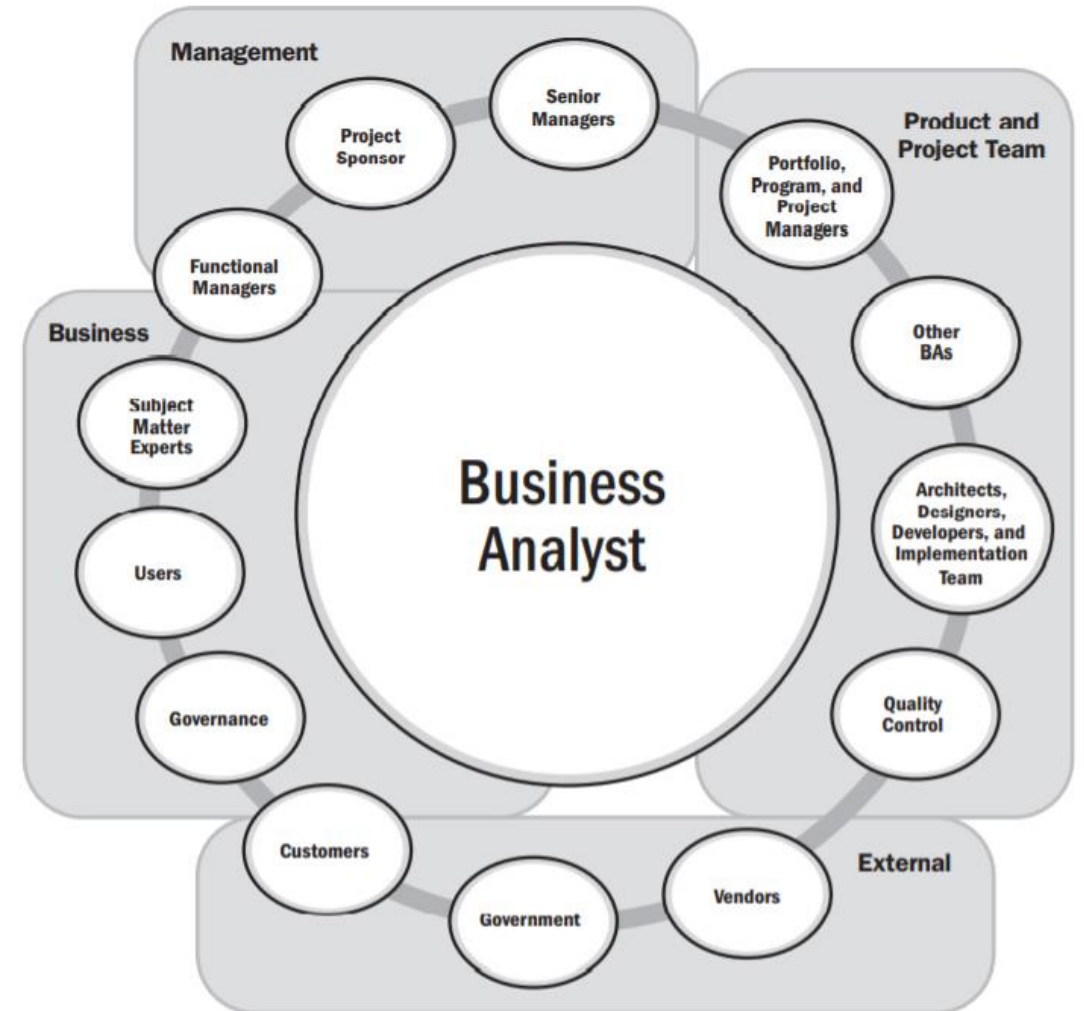 Management
Senior
Managers
Project
Sponsor
Functional
Managers
Product and
Project Team
Portfolio,
Program, and
Project
Managers
Other
BAs
Architects,
Designers,
Developers, and
Implementation
Team
Quality
Control
Business
Subject
Matter
Experts
Users
Governance
Business
Analyst
External
Customers
Government
Vendors